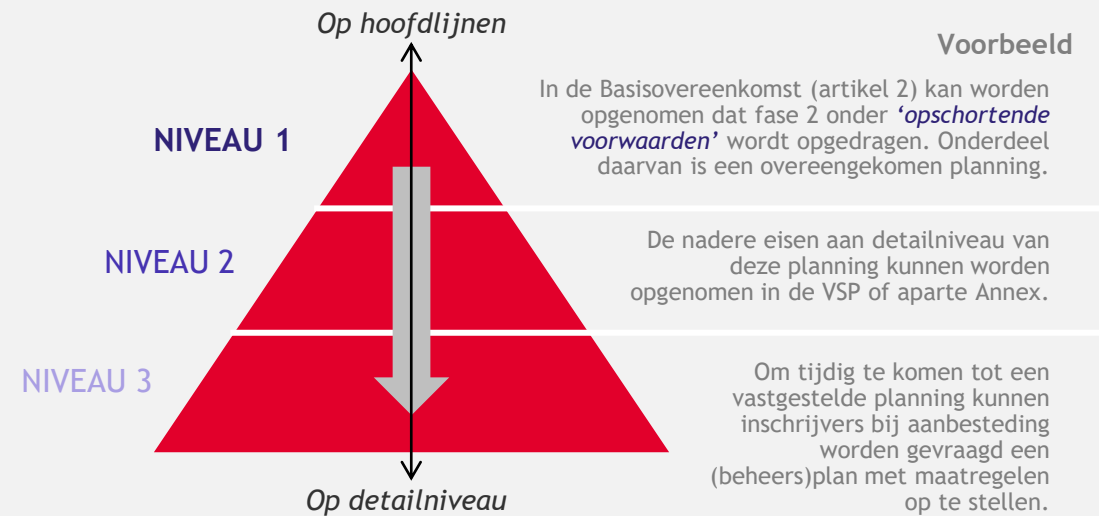 Op hoofdlijnen
Voorbeeld
NIVEAU 1
In de Basisovereenkomst (artikel 2) kan worden
opgenomen dat fase 2 onder ‘opschortende
voorwaarden’ wordt opgedragen. Onderdeel
daarvan is een overeengekomen planning.
NIVEAU 2
De nadere eisen aan detailniveau van
deze planning kunnen worden
opgenomen in de VSP of aparte Annex.
NIVEAU 3
Om tijdig te komen tot een
vastgestelde planning kunnen
inschrijvers bij aanbesteding
worden gevraagd een
(beheers)plan met maatregelen
op te stellen.
Op detailniveau